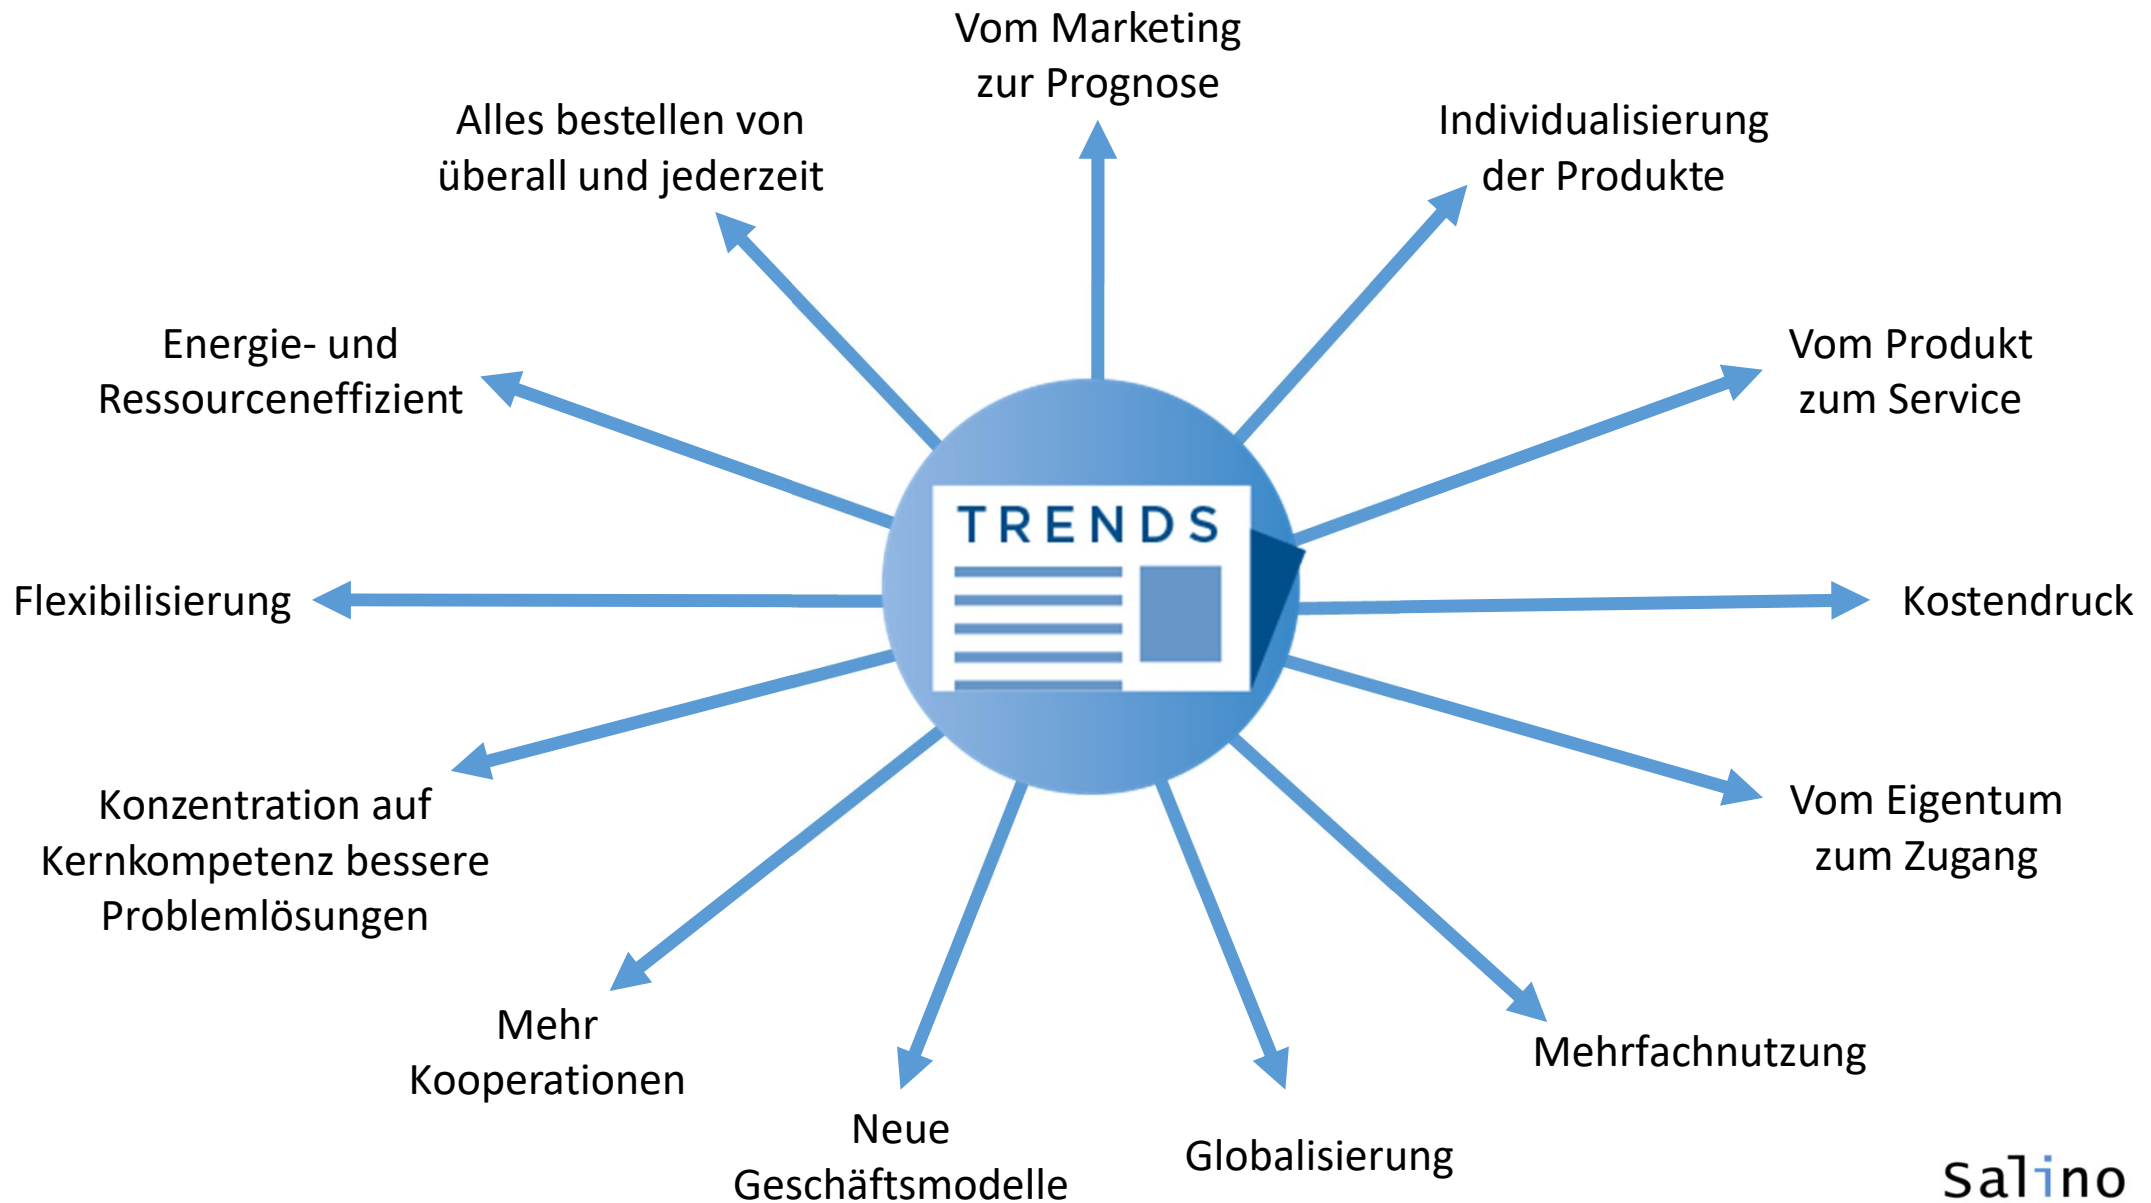 Vom Marketing
zur Prognose
Alles bestellen von
überall und jederzeit
Individualisierung
der Produkte
Energie- und
Ressourceneffizient
Vom Produkt
zum Service
TRENDS
Flexibilisierung
Kostendruck
Konzentration auf
Kernkompetenz bessere
Problemlösungen
Vom Eigentum
zum Zugang
Mehr
Kooperationen
Mehrfachnutzung
Neue
Geschäftsmodelle
Globalisierung
Salino